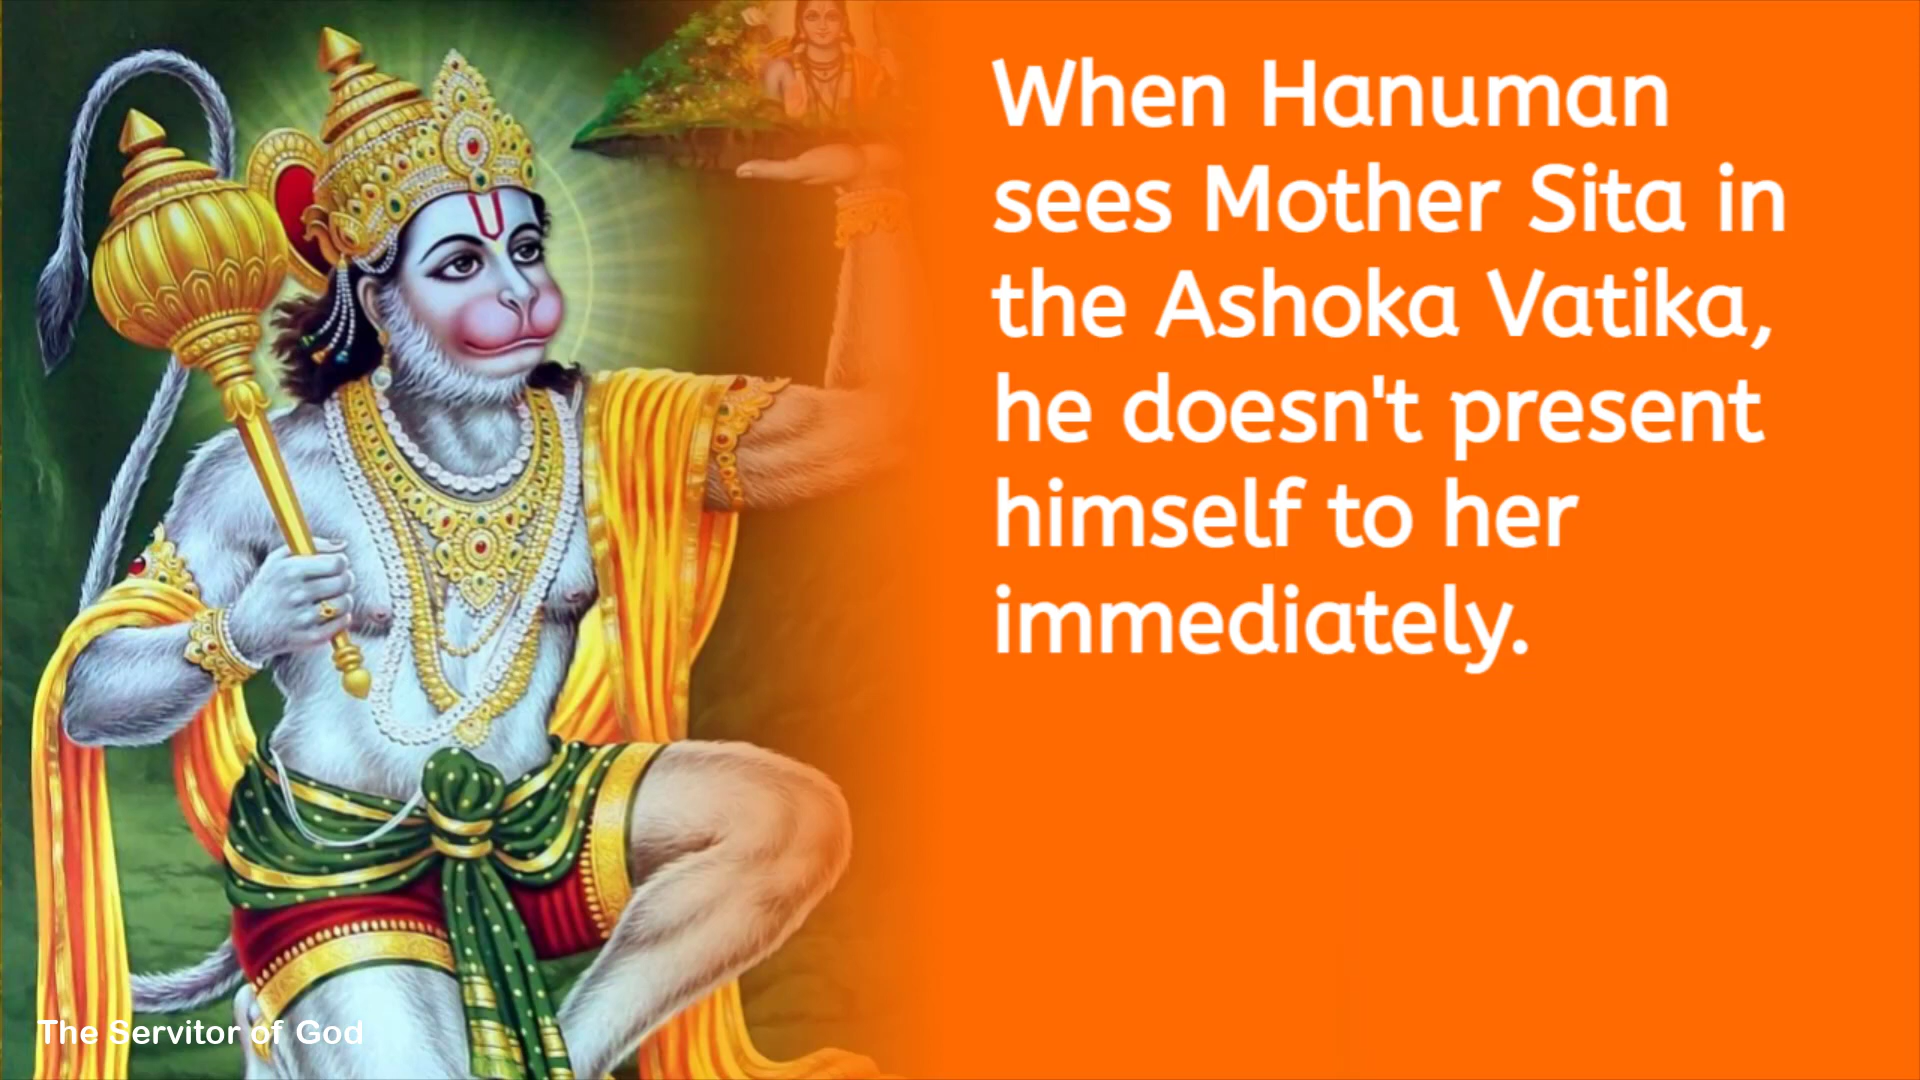 When Hanuman
sees Mother Sita in
the Ashoka Vatika,
he doesn't present
himself to her
immediately.
The Servitor of God